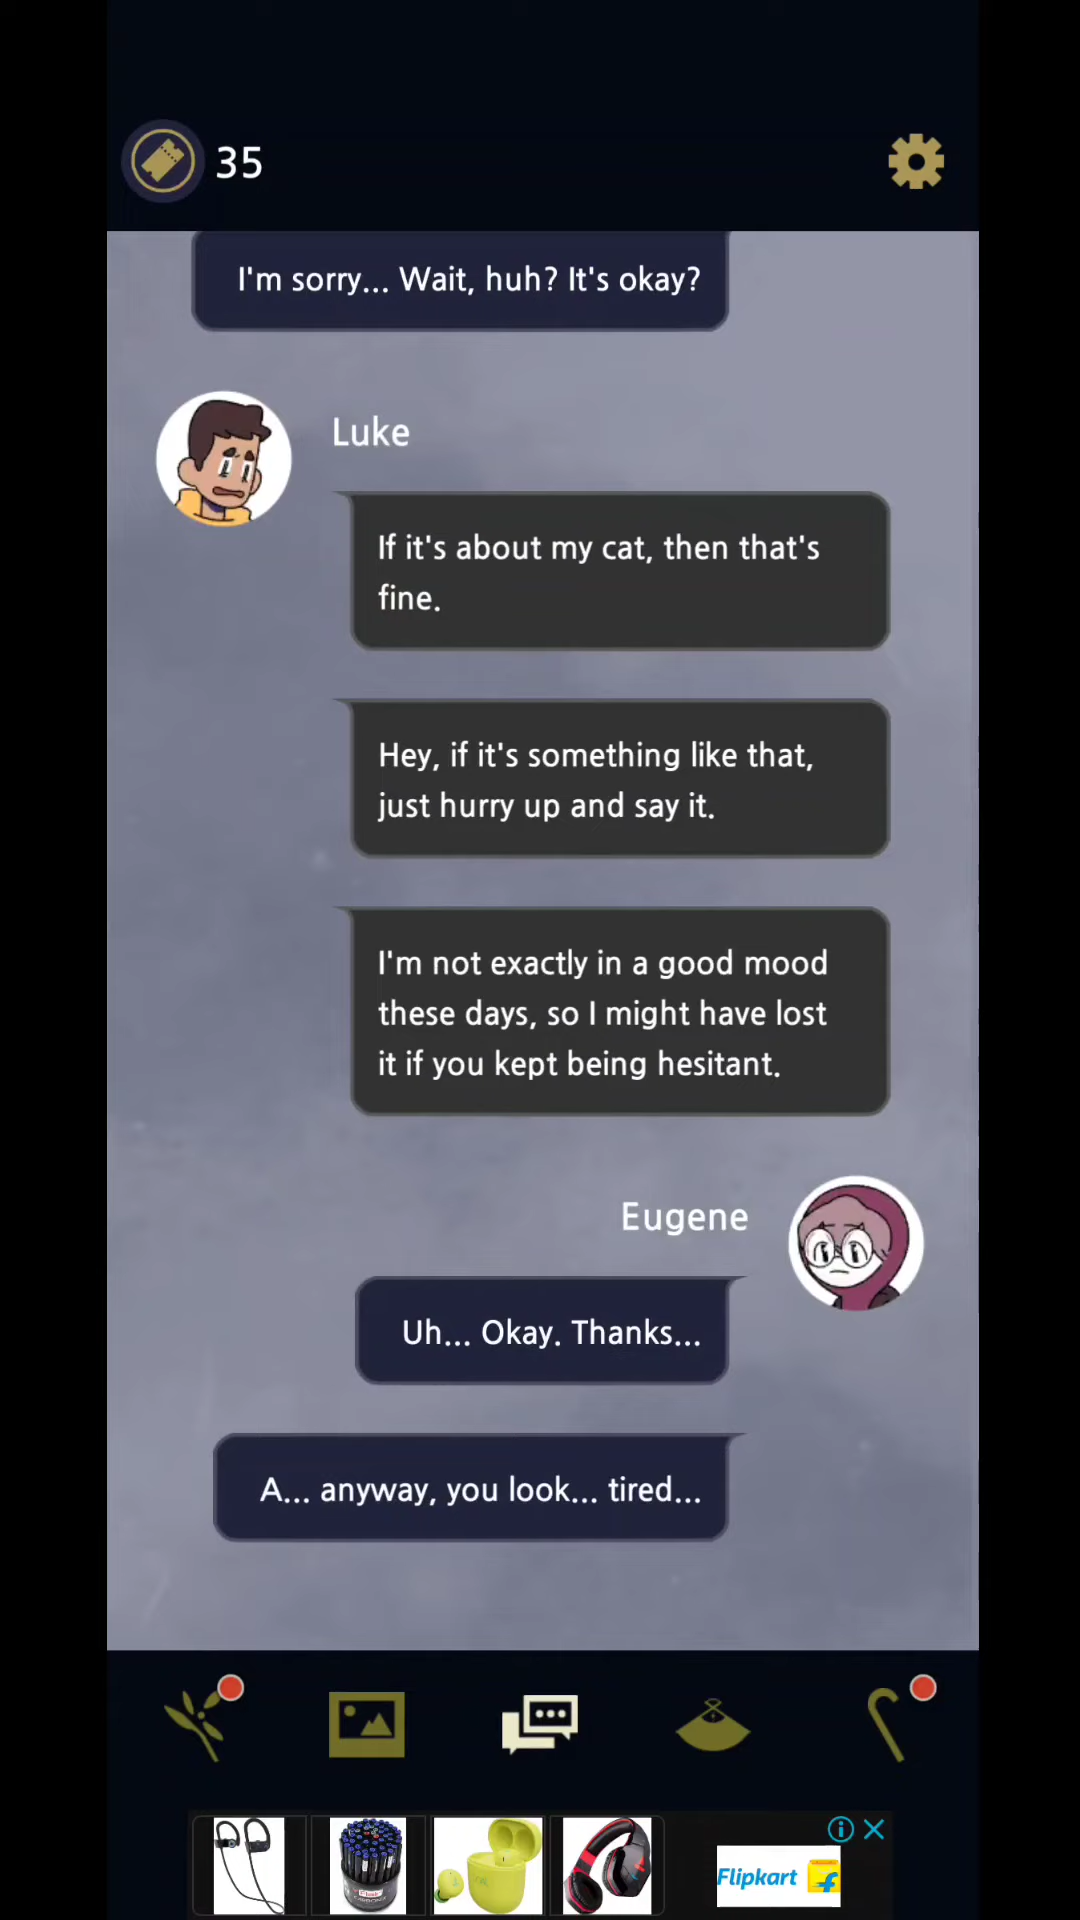 35
I'm sorry... Wait, huh? It's okay?
Luke
If it's about my cat, then that's
fine.
Hey, if it's something like that,
just hurry up and say it.
I'm not exactly in a good mood
these days, so I might have lost
it if you kept being hesitant.
Eugene
Uh... Okay. Thanks...
A... anyway, you look... tired...
Flipkart